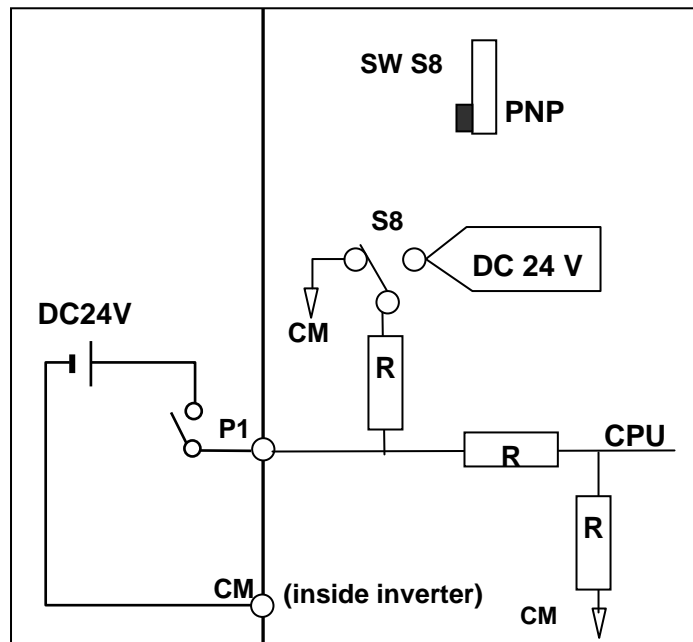 SW S8
PNP
S8
DC 24 V
DC24V
CM
R
P1
CPU
R
R
CM
(inside inverter)
CM